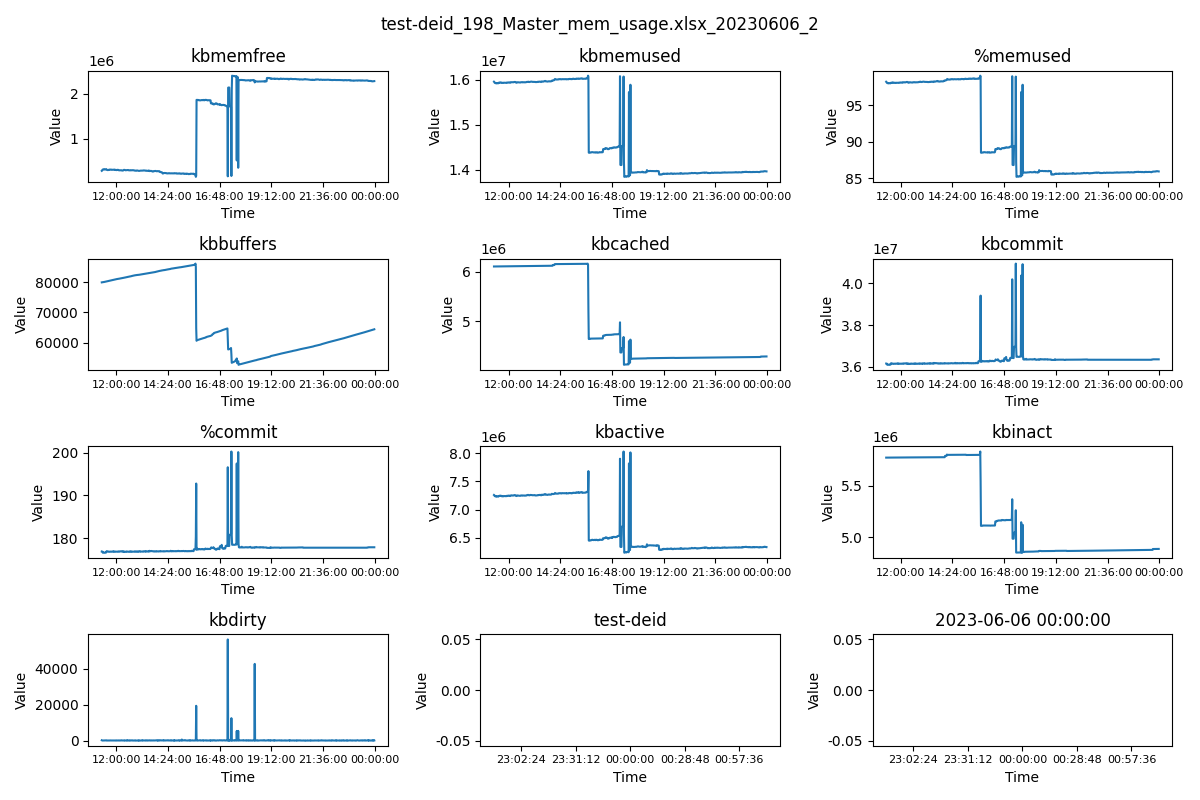 test-deid_198_Master_mem_usage.xlsx_20230606_2
kbmemfree
kbmemused
%memused
1e6
1e7
2
1
Value
1.6
1.5
1.4
Value
95
90
85
Value
12:00:00 14:24:00 16:48:00 19:12:00 21:36:00 00:00:00
12:00:00 14:24:00 16:48:00 19:12:00 21:36:00 00:00:00
12:00:00 14:24:00 16:48:00 19:12:00 21:36:00 00:00:00
Time
Time
Time
kbbuffers
kbcached
kbcommit
1e6
1e7
80000
70000
60000
Value
6
5
Value
4.0
3.8
3.6
Value
12:00:00 14:24:00 16:48:00 19:12:00 21:36:00 00:00:00
12:00:00 14:24:00 16:48:00 19:12:00 21:36:00 00:00:00
12:00:00 14:24:00 16:48:00 19:12:00 21:36:00 00:00:00
Time
Time
Time
%commit
kbactive
kbinact
1e6
1e6
200
190
180
Value
8.0
7.5
7.0
6.5
Value
5.5
5.0
Value
12:00:00 14:24:00 16:48:00 19:12:00 21:36:00 00:00:00
12:00:00 14:24:00 16:48:00 19:12:00 21:36:00 00:00:00
12:00:00 14:24:00 16:48:00 19:12:00 21:36:00 00:00:00
Time
Time
Time
kbdirty
test-deid
2023-06-06 00:00:00
40000
20000
0
Value
0.05
0.00
-0.05
Value
0.05
0.00
-0.05
Value
12:00:00 14:24:00 16:48:00 19:12:00 21:36:00 00:00:00
23:02:24 23:31:12 00:00:00 00:28:48 00:57:36
23:02:24 23:31:12 00:00:00 00:28:48 00:57:36
Time
Time
Time